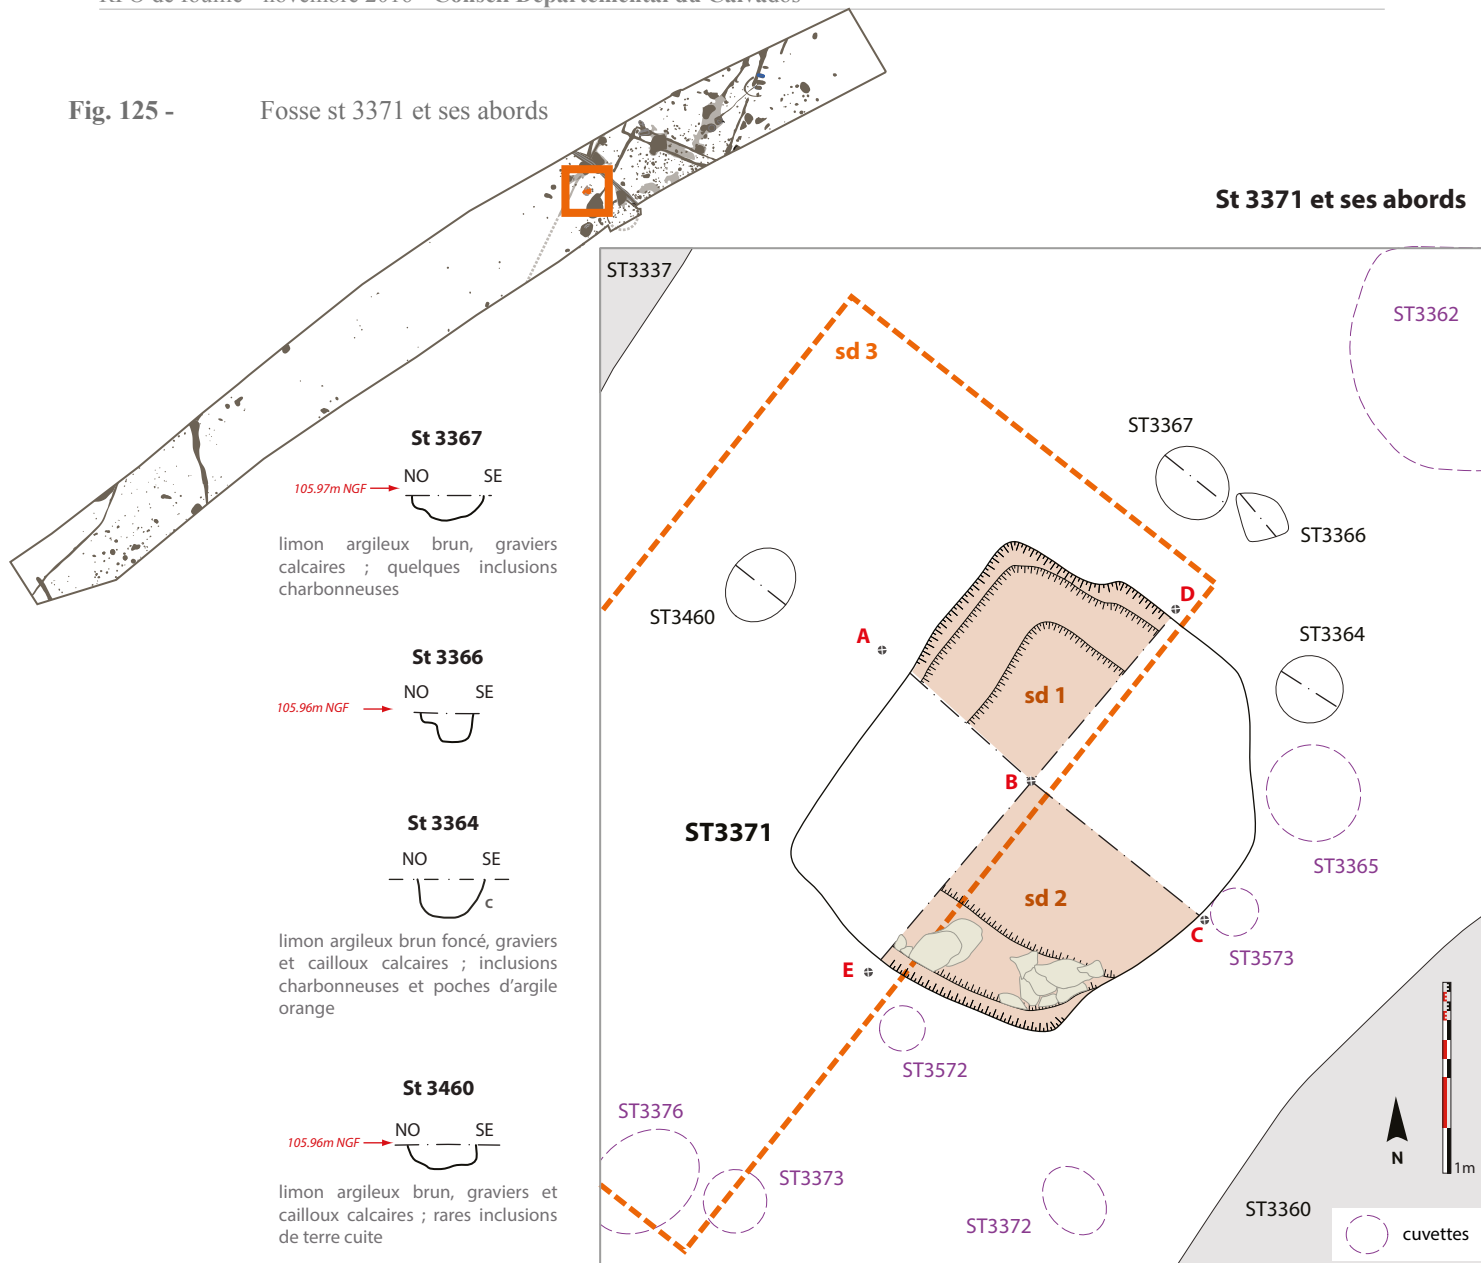 Fig. 125 - Fosse st 3371 et ses abords
St 3371 et ses abords
ST3337
ST3362
sd 3
ST3367
St 3367
NO SE
105.97m NGF
limon argileux brun, graviers
calcaires ; quelques inclusions
charbonneuses
ST3366
ST3460
A
D
ST3364
St 3366
NO SE
105.96m NGF
sd 1
B
ST3371
St 3364
NO SE
c
limon argileux brun foncé, graviers
et cailloux calcaires ; inclusions
charbonneuses et poches d'argile
orange
ST3365
sd 2
C
ST3573
E
ST3572
St 3460
NO SE
105.96m NGF
limon argileux brun, graviers et
cailloux calcaires ; rares inclusions
de terre cuite
ST3376
ST3373
ST3372
ST3360
N
1m
cuvettes